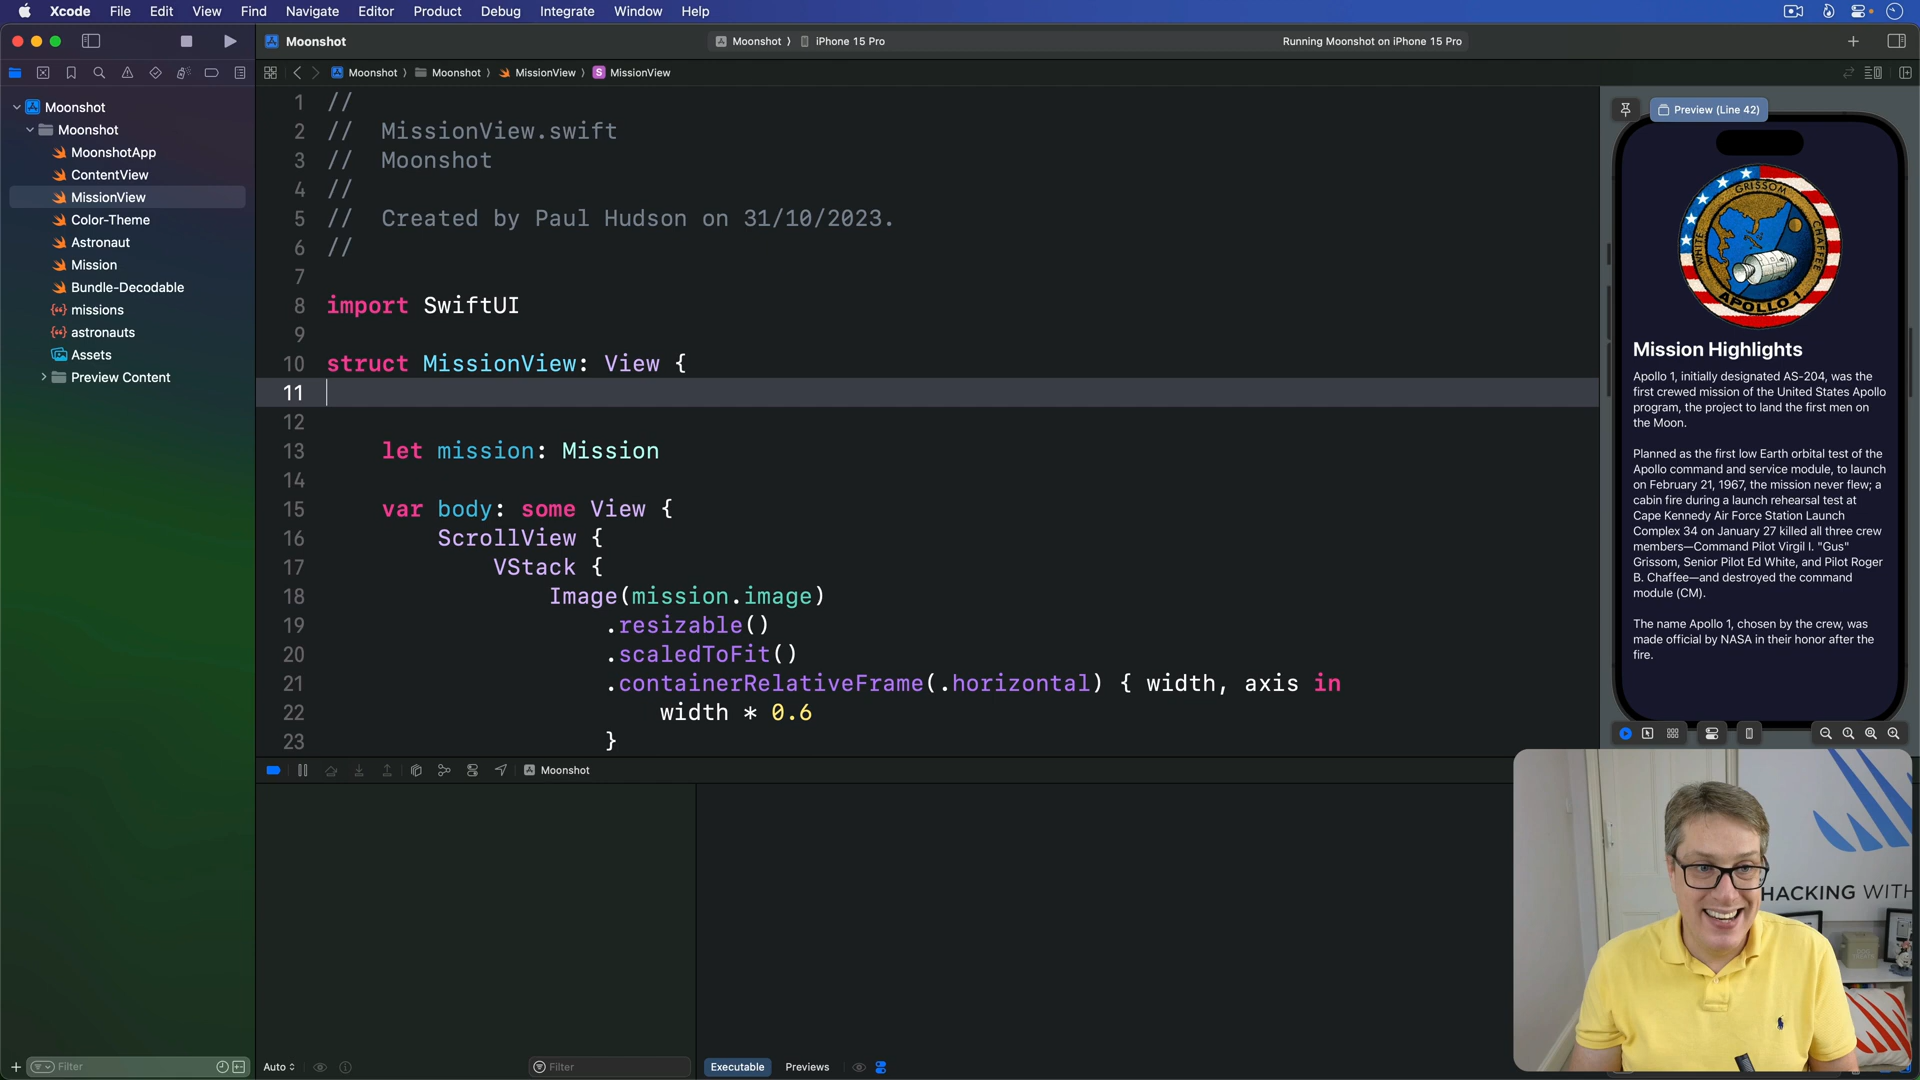 Xcode File Edit View Find Navigate Editor Product Debug Integrate Window Help
Moonshot
Moonshot iPhone 15 Pro
Running Moonshot on iPhone 15 Pro
Moonshot Moonshot MissionView MissionView
Moonshot
Moonshot
MoonshotApp
ContentView
MissionView
Color-Theme
Astronaut
Mission
Bundle-Decodable
missions
astronauts
Assets
Preview Content
Filter
1 //
2 // MissionView.swift
3 // Moonshot
4 //
5 // Created by Paul Hudson on 31/10/2023.
6 //
7
8 import SwiftUI
9
10 struct MissionView: View {
11
12
13 let mission: Mission
14
15 var body: some View {
16 ScrollView {
17 VStack {
18 Image(mission.image)
19 .resizable()
20 .scaledToFit()
21 .containerRelativeFrame(.horizontal) { width, axis in
22 width * 0.6
23 }
Moonshot
Auto
Filter
Executable Previews
Preview (Line 42)
GRISSOM
WHITE
CHAFFEE
APOLLO 1
Mission Highlights
Apollo 1, initially designated AS-204, was the
first crewed mission of the United States Apollo
program, the project to land the first men on
the Moon.
Planned as the first low Earth orbital test of the
Apollo command and service module, to launch
on February 21, 1967, the mission never flew; a
cabin fire during a launch rehearsal test at
Cape Kennedy Air Force Station Launch
Complex 34 on January 27 killed all three crew
members—Command Pilot Virgil I. "Gus"
Grissom, Senior Pilot Ed White, and Pilot Roger
B. Chaffee—and destroyed the command
module (CM).
The name Apollo 1, chosen by the crew, was
made official by NASA in their honor after the
fire.
HACKING WITH